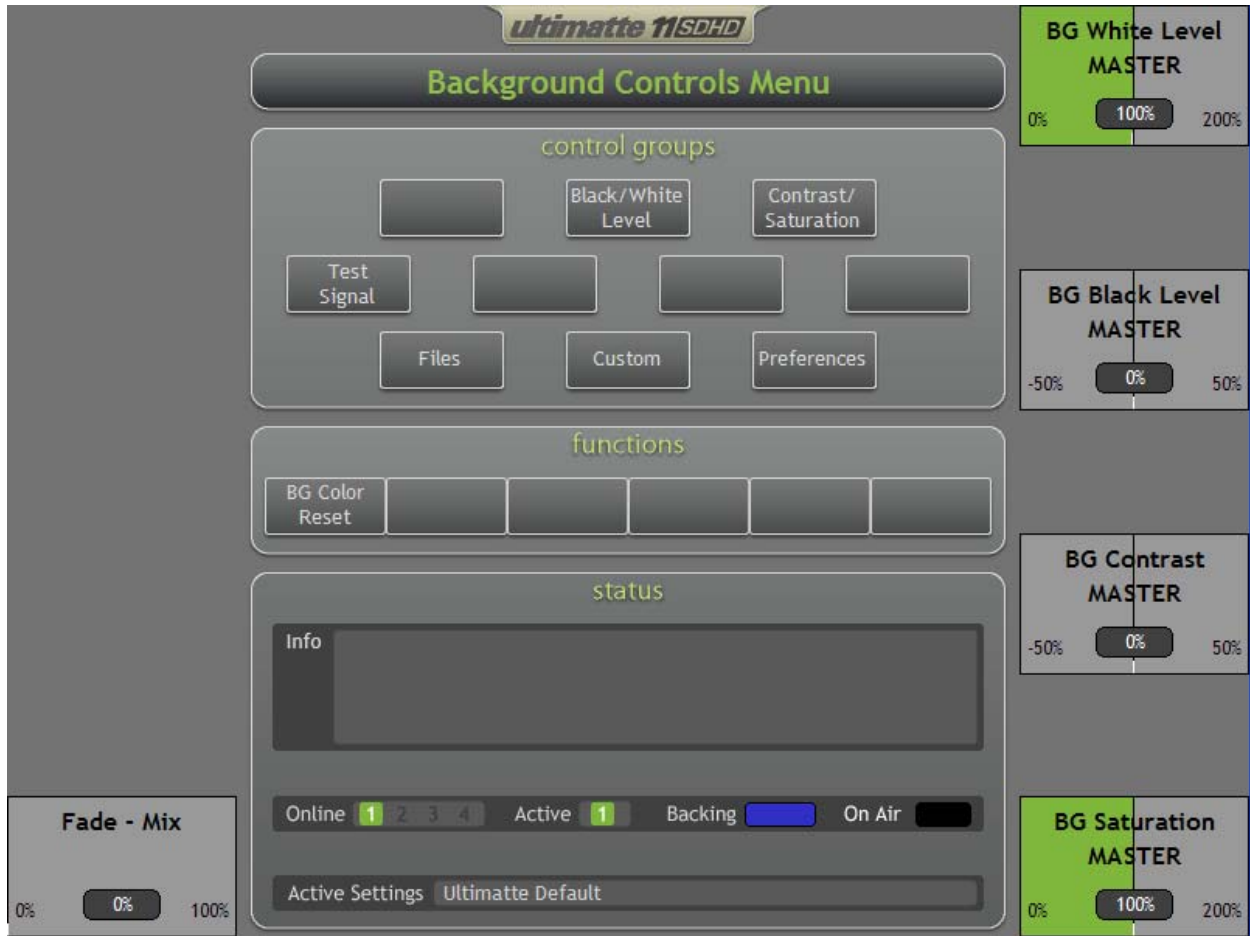 ultimatte 11 SDHD
Background Controls Menu
control groups
Black/White
Level
Contrast/
Saturation
Test
Signal
Files
Custom
Preferences
functions
BG Color
Reset
status
Info
Online 1 2 3 4 Active 1 Backing On Air
Active Settings Ultimatte Default
Fade - Mix
0% 0% 100%
BG White Level
MASTER
0% 100% 200%
BG Black Level
MASTER
-50% 0% 50%
BG Contrast
MASTER
-50% 0% 50%
BG Saturation
MASTER
0% 100% 200%